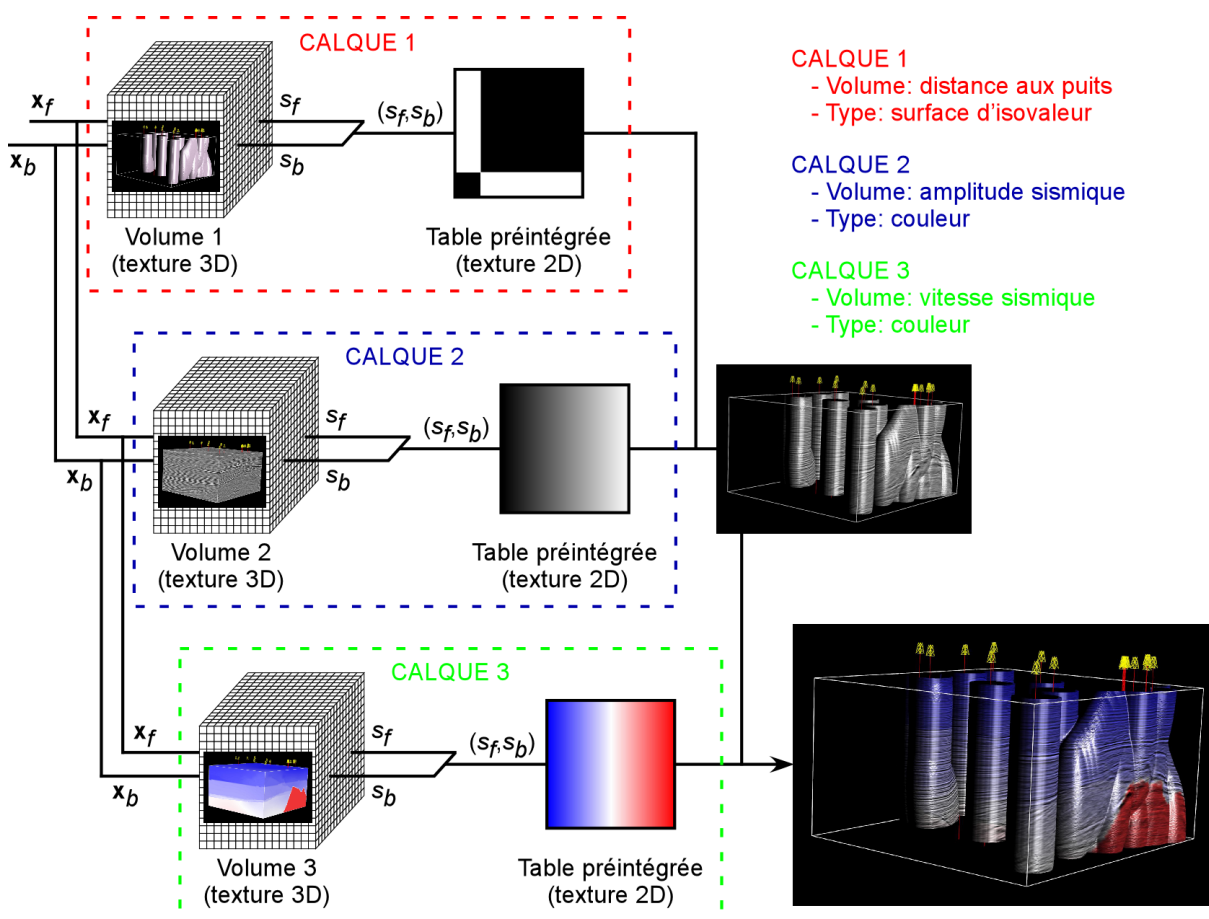 CALQUE 1
x_f
x_b
s_f
s_b
(s_f,s_b)
Volume 1
(texture 3D)
Table préintégrée
(texture 2D)
CALQUE 1
- Volume: distance aux puits
- Type: surface d'isovaleur
CALQUE 2
- Volume: amplitude sismique
- Type: couleur
CALQUE 3
- Volume: vitesse sismique
- Type: couleur
CALQUE 2
x_f
x_b
s_f
s_b
(s_f,s_b)
Volume 2
(texture 3D)
Table préintégrée
(texture 2D)
CALQUE 3
x_f
x_b
s_f
s_b
(s_f,s_b)
Volume 3
(texture 3D)
Table préintégrée
(texture 2D)